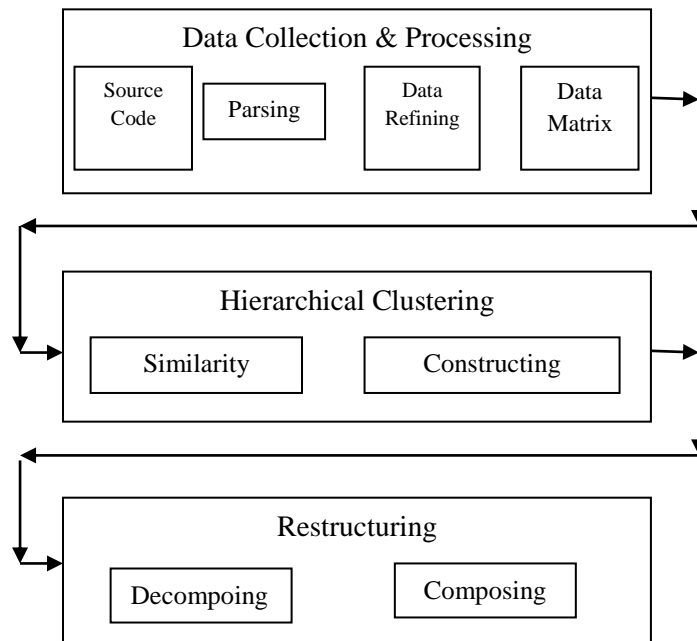 Data Collection & Processing
Source
Code
Parsing
Data
Refining
Data
Matrix
Hierarchical Clustering
Similarity
Constructing
Restructuring
Decompoing
Composing